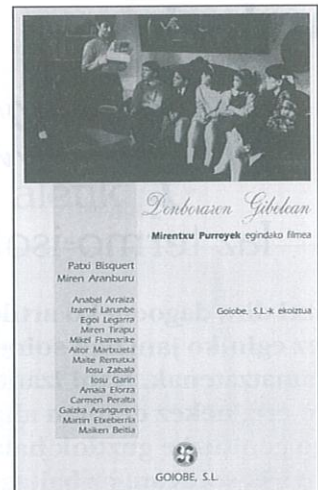 Denboraren Gibelean
Mirentxu Purroyek egindako filmea
Patxi Bisquert
Miren Aranburu
Anabel Arraiza
Izarne Larunbe
Egoi Legarra
Miren Tirapu
Mikel Flamarike
Aitor Martxueta
Maite Rematxa
Iosu Zabala
Iosu Garin
Amaia Elorza
Carmen Peralta
Gaizka Aranguren
Martin Etxeberria
Maiken Beitia
Goiobe, S.L.-k ekoiztua
GOIOBE, S.L.